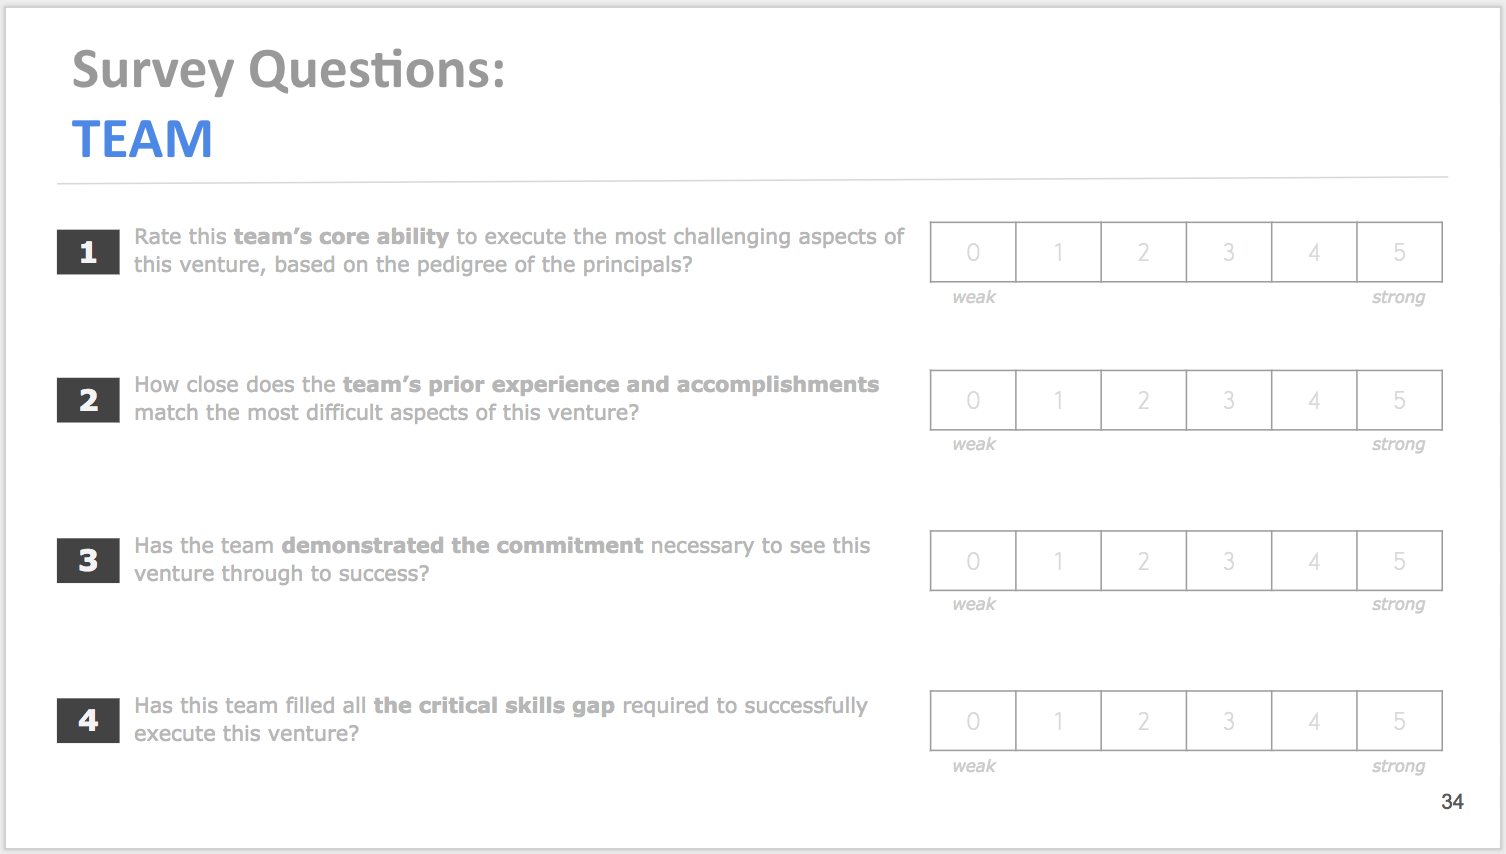 Survey Questions:
TEAM
1
Rate this team’s core ability to execute the most challenging aspects of
this venture, based on the pedigree of the principals?
0 1 2 3 4 5
weak strong
2
How close does the team’s prior experience and accomplishments
match the most difficult aspects of this venture?
0 1 2 3 4 5
weak strong
3
Has the team demonstrated the commitment necessary to see this
venture through to success?
0 1 2 3 4 5
weak strong
4
Has this team filled all the critical skills gap required to successfully
execute this venture?
0 1 2 3 4 5
weak strong
34